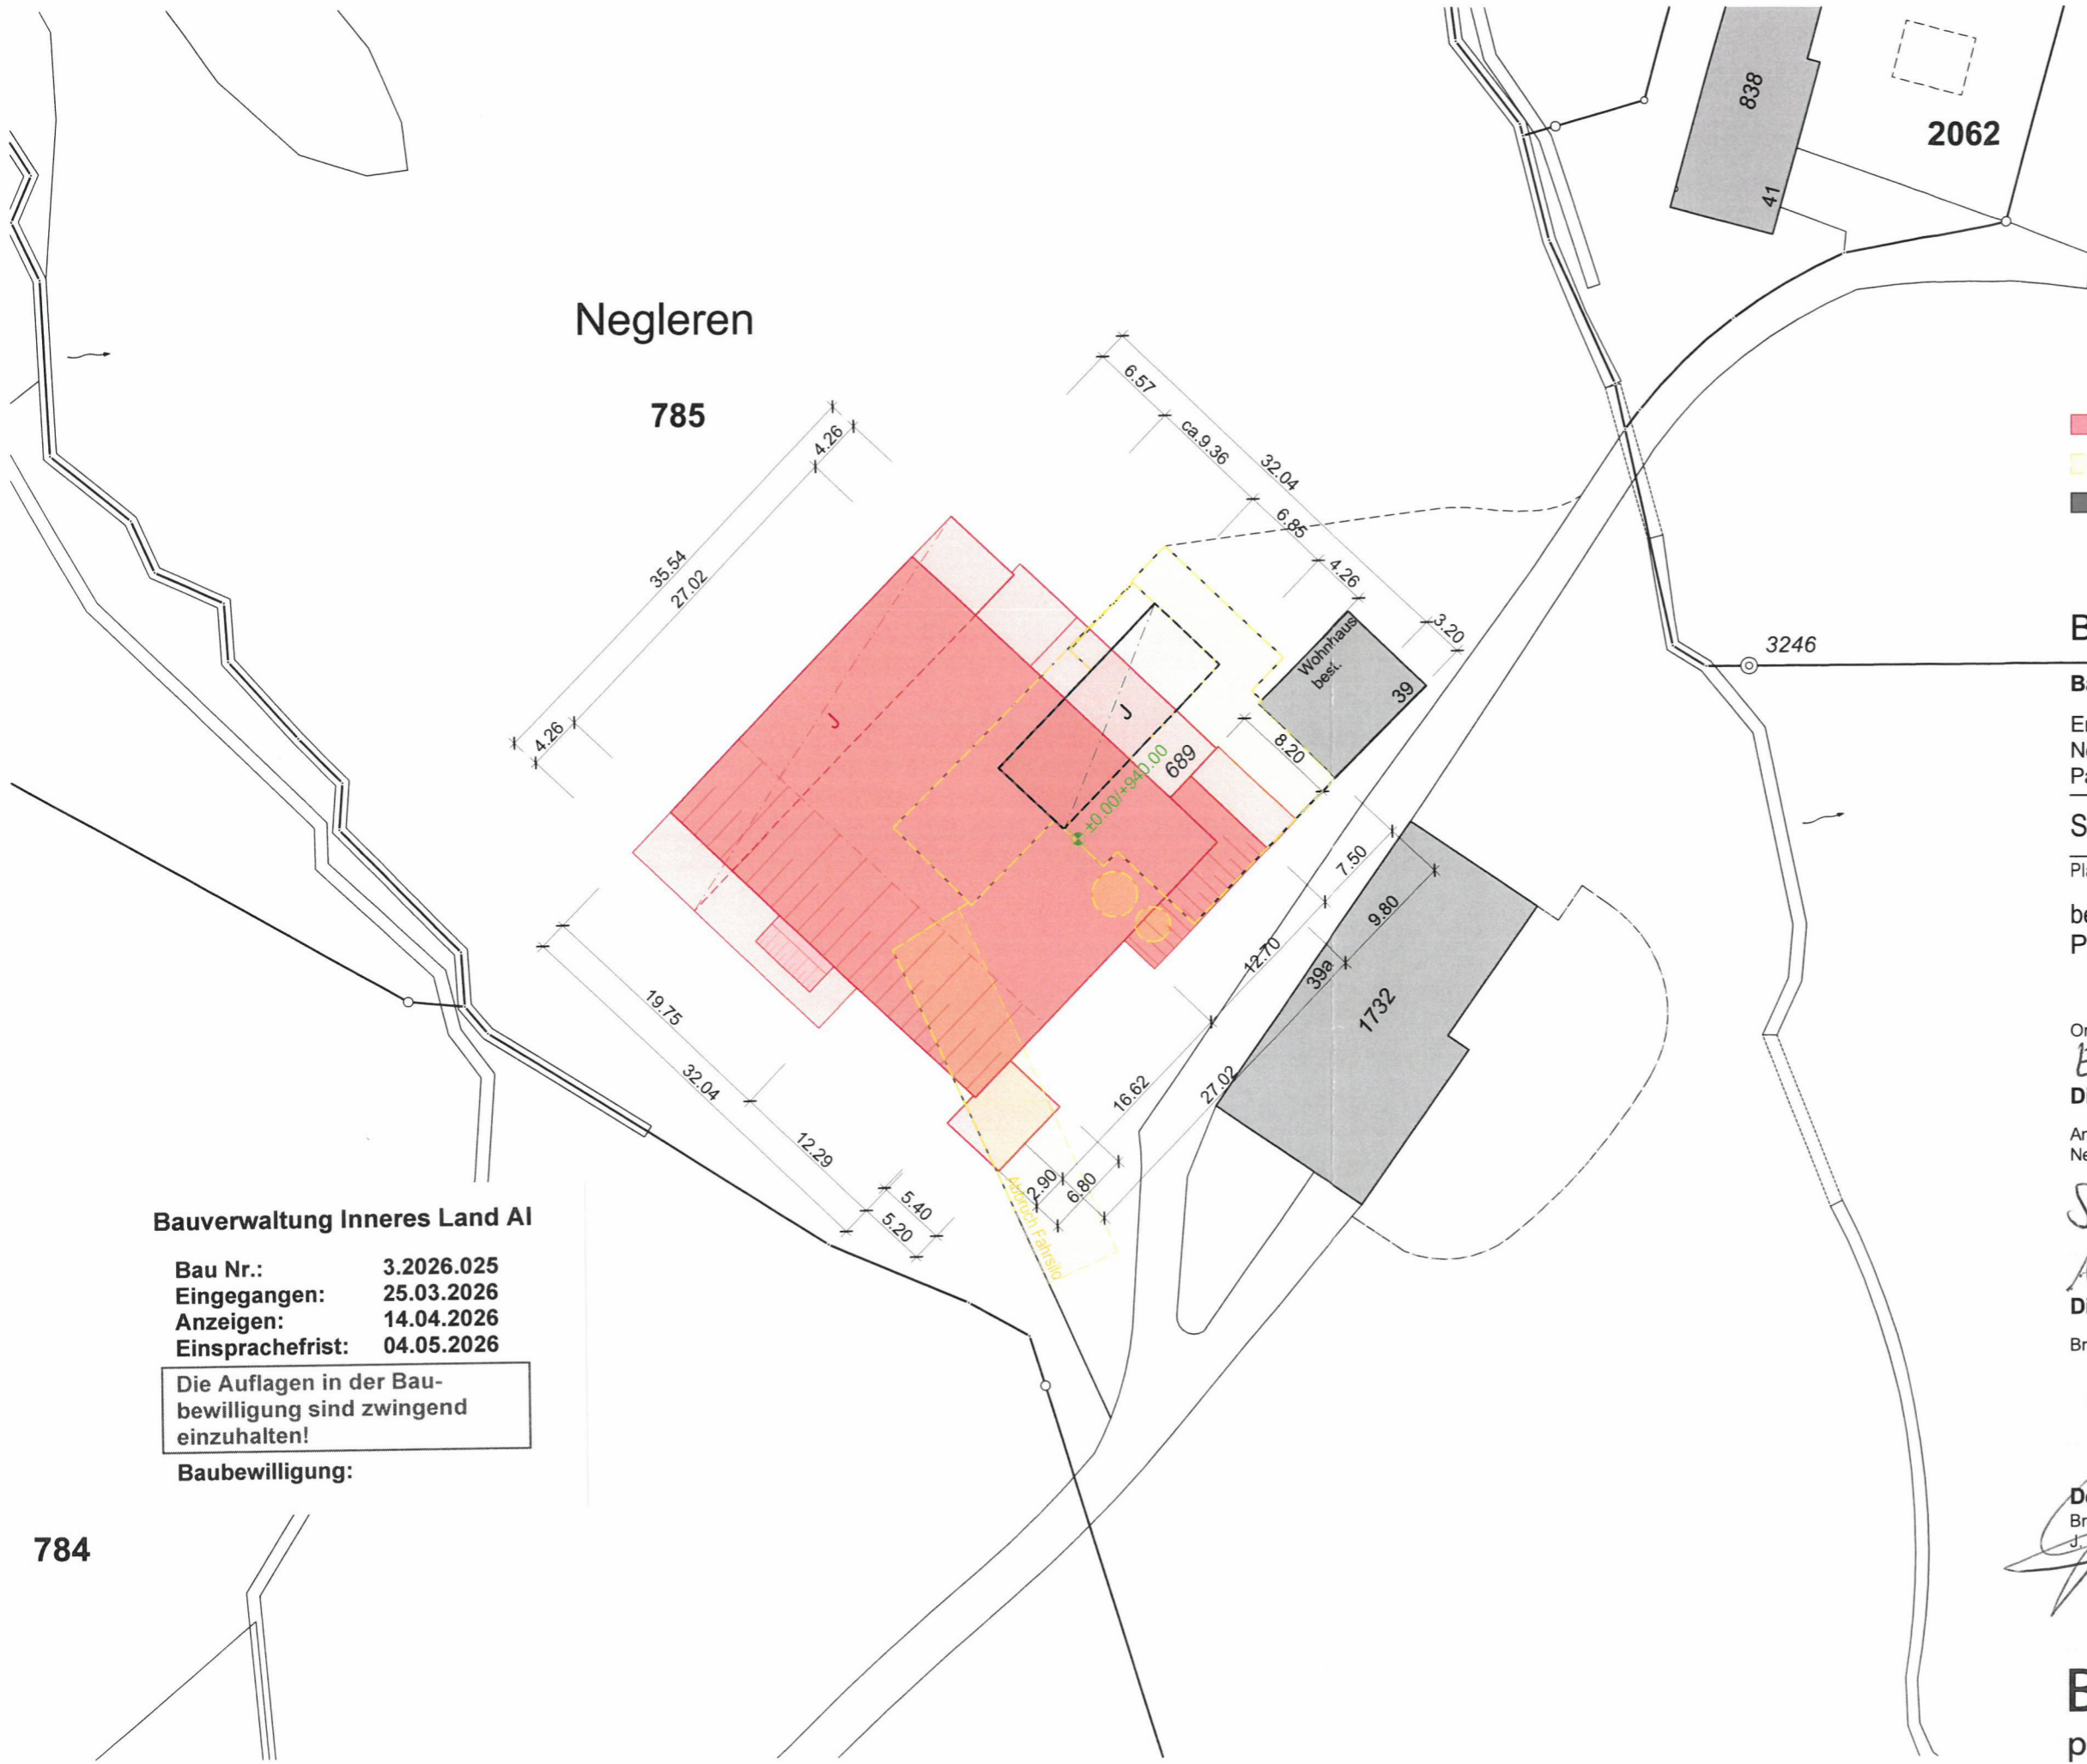 838
2062
41
Negleren
785
6.57
ca.9.36
32.04
6.85
4.26
3.20
4.26
35.54
27.02
4.26
Wohnhaus
best.
39
3246
J
J
689
8.20
±0.00/+940.00
7.50
9.80
12.70
39a
1732
19.75
32.04
12.29
5.40
5.20
16.62
27.02
2.90
6.80
Abbruch Fahrsilo
Bauverwaltung Inneres Land AI
Bau Nr.: 3.2026.025
Eingegangen: 25.03.2026
Anzeigen: 14.04.2026
Einsprachefrist: 04.05.2026
Die Auflagen in der Bau-
bewilligung sind zwingend
einzuhalten!
Baubewilligung:
784